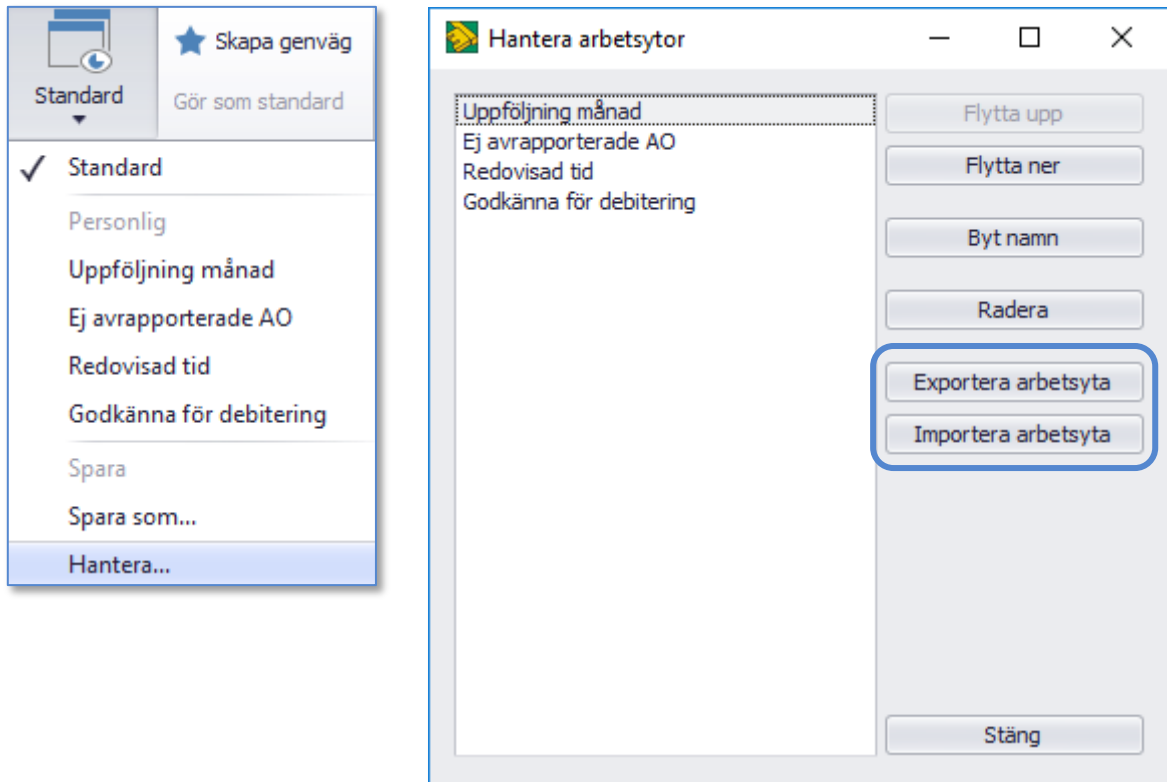 Standard
Skapa genväg
Gör som standard
Standard
Personlig
Uppföljning månad
Ej avrapporterade AO
Redovisad tid
Godkänna för debitering
Spara
Spara som...
Hantera...
Hantera arbetsytor
Uppföljning månad
Ej avrapporterade AO
Redovisad tid
Godkänna för debitering
Flytta upp
Flytta ner
Byt namn
Radera
Exportera arbetsyta
Importera arbetsyta
Stäng